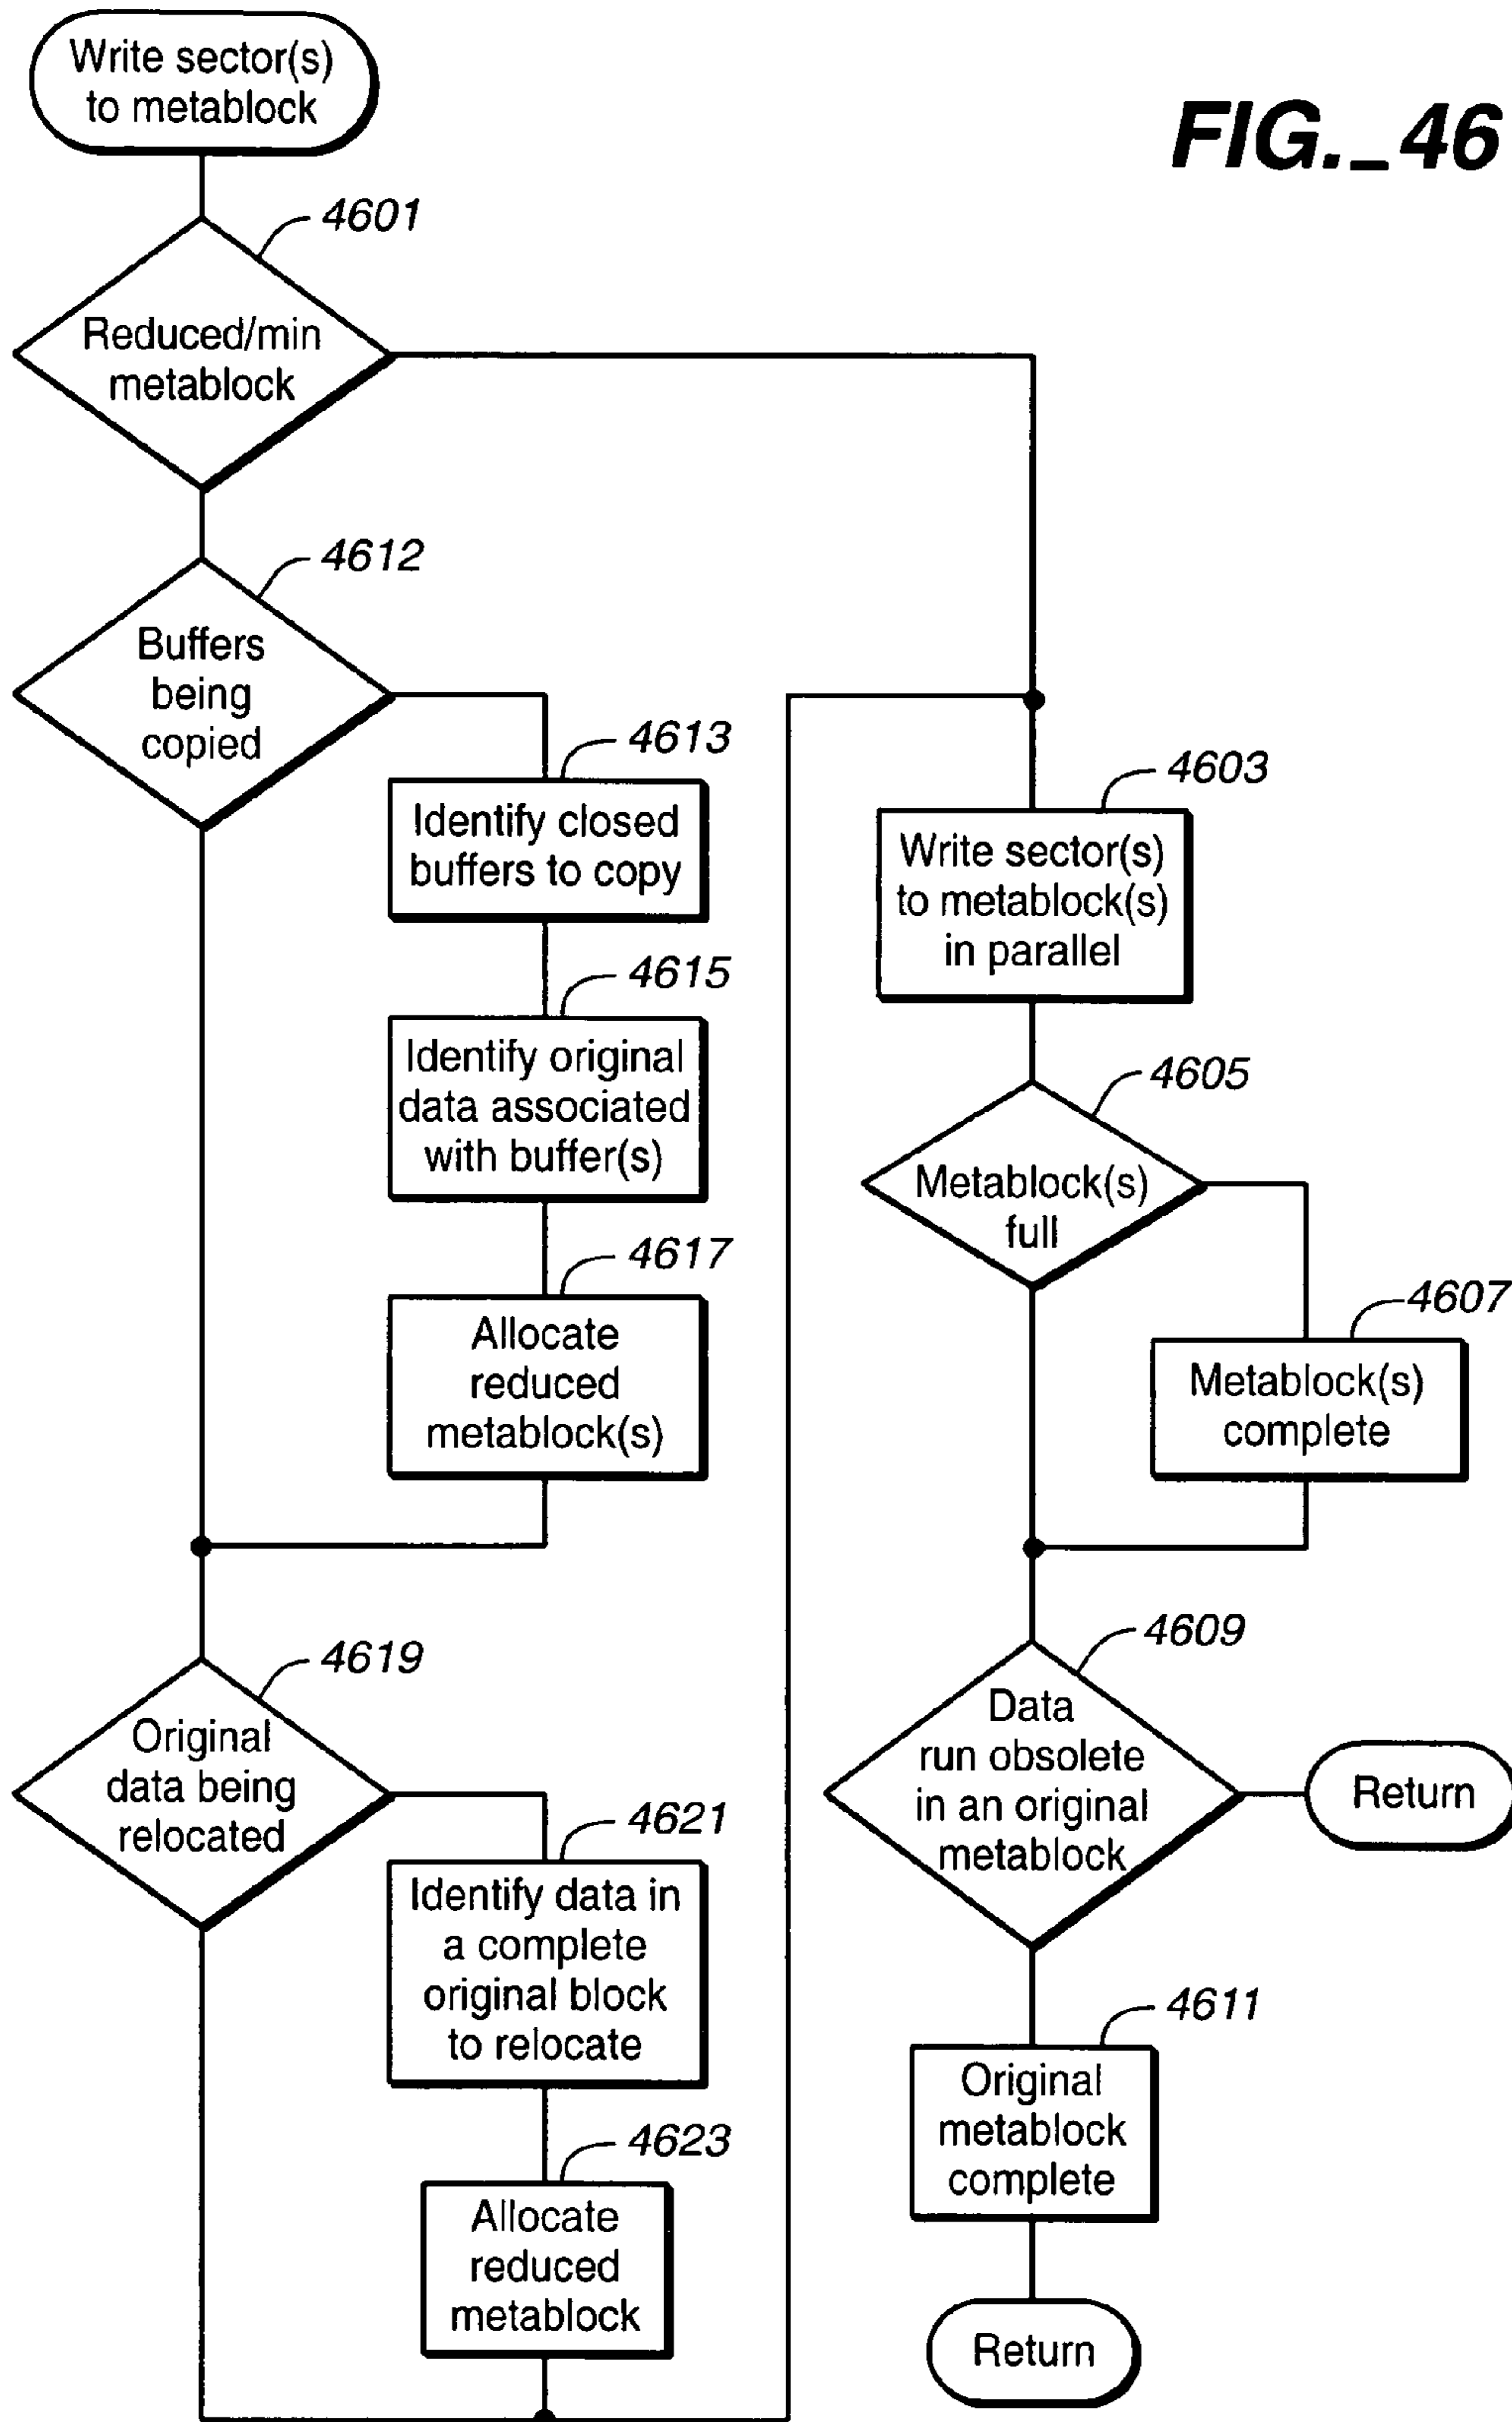 Write sector(s)
to metablock
FIG._46
4601
Reduced/min
metablock
4612
Buffers
being
copied
4613
Identify closed
buffers to copy
4615
Identify original
data associated
with buffer(s)
4617
Allocate
reduced
metablock(s)
4619
Original
data being
relocated
4621
Identify data in
a complete
original block
to relocate
4623
Allocate
reduced
metablock
4603
Write sector(s)
to metablock(s)
in parallel
4605
Metablock(s)
full
4607
Metablock(s)
complete
4609
Data
run obsolete
in an original
metablock
Return
4611
Original
metablock
complete
Return